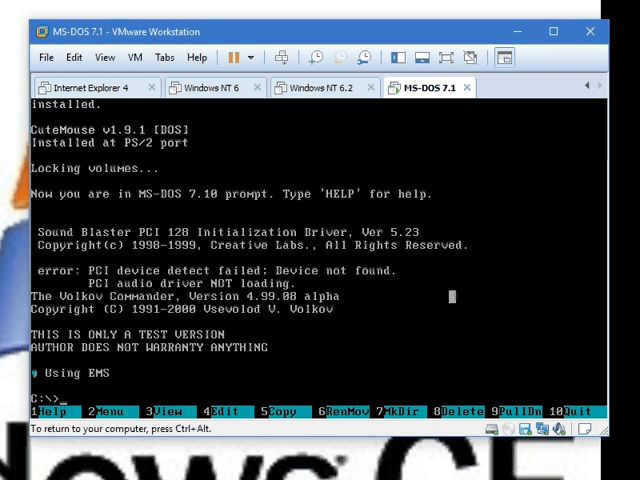 MS-DOS 7.1 - VMware Workstation
File Edit View VM Tabs Help
Internet Explorer 4 Windows NT 6 Windows NT 6.2 MS-DOS 7.1
installed.
CuteMouse v1.9.1 [DOS]
Installed at PS/2 port
Locking volumes...
Now you are in MS-DOS 7.10 prompt. Type 'HELP' for help.
Sound Blaster PCI 128 Initialization Driver, Ver 5.23
Copyright(c) 1998-1999, Creative Labs., All Rights Reserved.
error: PCI device detect failed; Device not found.
PCI audio driver NOT loading.
The Volkov Commander, Version 4.99.08 alpha
Copyright (C) 1991-2000 Vsevolod V. Volkov
THIS IS ONLY A TEST VERSION
AUTHOR DOES NOT WARRANTY ANYTHING
Using EMS
C:\>_
1Help 2Menu 3View 4Edit 5Copy 6RenMov 7MkDir 8Delete 9PullDn 10Quit
To return to your computer, press Ctrl+Alt.